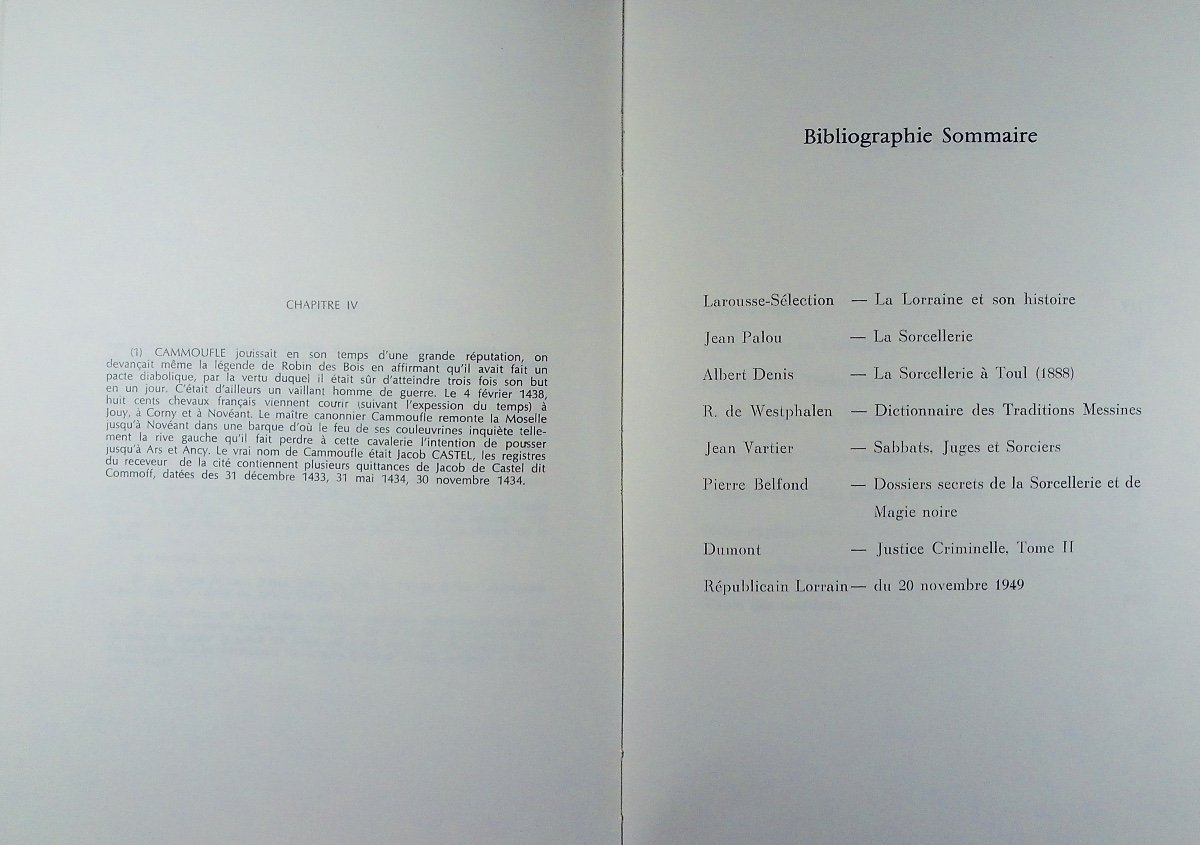 CHAPITRE IV
(1) CAMMOUFLE jouissait en son temps d'une grande réputation, on
devançait même la légende de Robin des Bois en affirmant qu'il avait fait un
pacte diabolique, par la vertu duquel il était sûr d'atteindre trois fois son but
en un jour. C'était d'ailleurs un vaillant homme de guerre. Le 4 février 1438,
huit cents chevaux français viennent courir (suivant l'expession du temps) à
Jouy, à Corny et à Novéant. Le maître canonnier Cammoufle remonte la Moselle
jusqu'à Novéant dans une barque d'où le feu de ses couleuvrines inquiète telle-
ment la rive gauche qu'il fait perdre à cette cavalerie l'intention de pousser
jusqu'à Ars et Ancy. Le vrai nom de Cammoufle était Jacob CASTEL, les registres
du receveur de la cité contiennent plusieurs quittances de Jacob de Castel dit
Commoff, datées des 31 décembre 1433, 31 mai 1434, 30 novembre 1434.
Bibliographie Sommaire
Larousse-Sélection — La Lorraine et son histoire
Jean Palou — La Sorcellerie
Albert Denis — La Sorcellerie à Toul (1888)
R. de Westphalen — Dictionnaire des Traditions Messines
Jean Vartier — Sabbats, Juges et Sorciers
Pierre Belfond — Dossiers secrets de la Sorcellerie et de
Magie noire
Dumont — Justice Criminelle, Tome II
Républicain Lorrain — du 20 novembre 1949